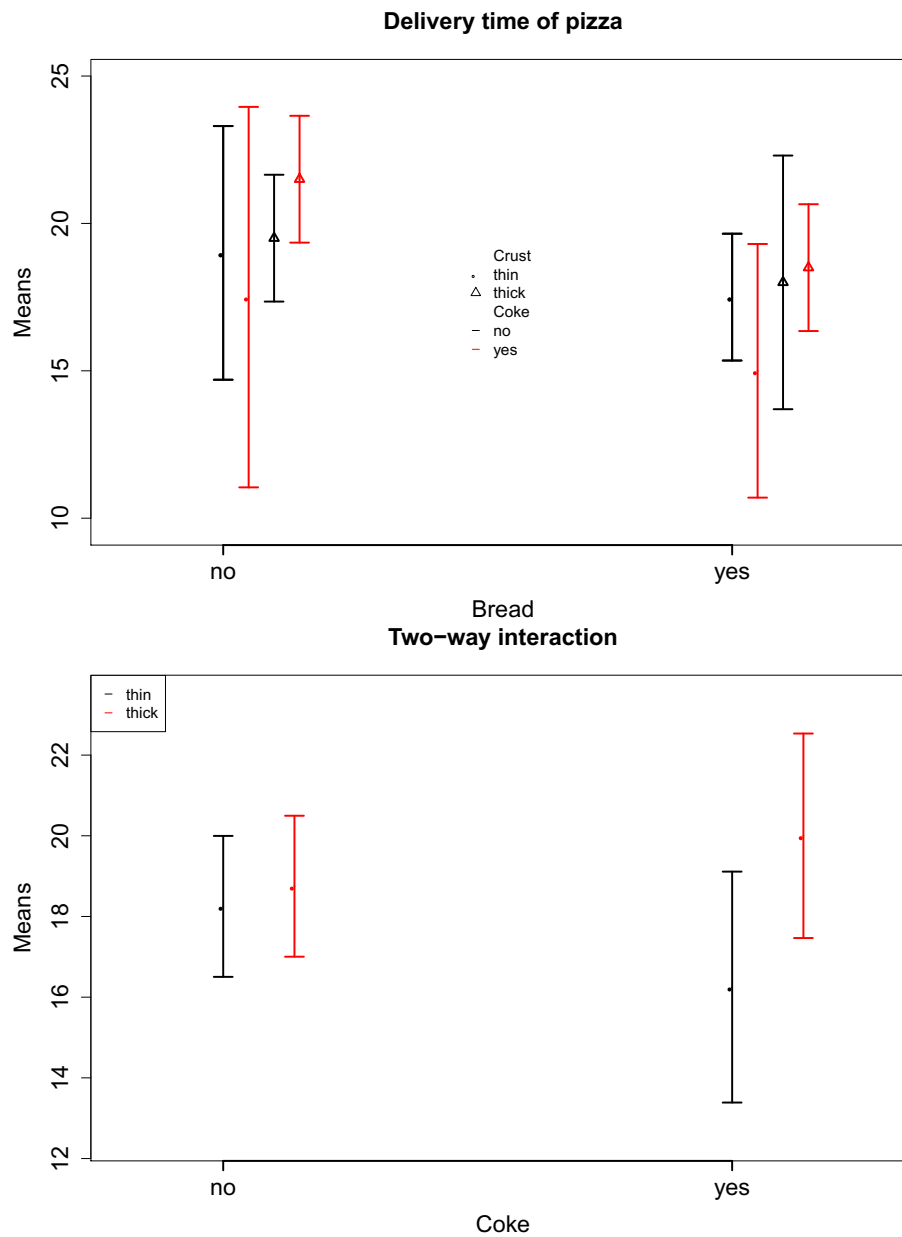 Delivery time of pizza
25
20
15
10
Means
Crust
thin
thick
Coke
no
yes
no
yes
Bread
Two−way interaction
thin
thick
22
20
18
16
14
12
Means
no
yes
Coke